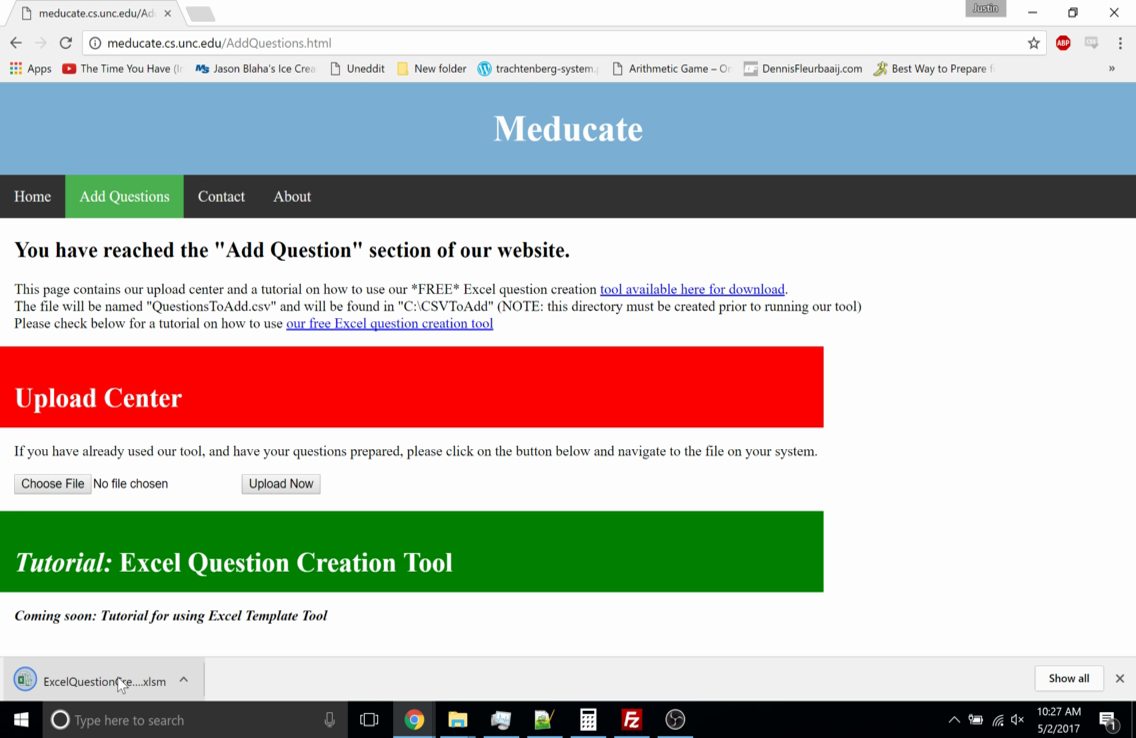 meducate.cs.unc.edu/Ad
Justin
meducate.cs.unc.edu/AddQuestions.html
ABP
Apps The Time You Have (Ir Jason Blaha's Ice Crea Uneddit New folder trachtenberg-system. Arithmetic Game – Or DennisFleurbaaij.com Best Way to Prepare f »
Meducate
Home Add Questions Contact About
You have reached the "Add Question" section of our website.
This page contains our upload center and a tutorial on how to use our *FREE* Excel question creation tool available here for download.
The file will be named "QuestionsToAdd.csv" and will be found in "C:\CSVToAdd" (NOTE: this directory must be created prior to running our tool)
Please check below for a tutorial on how to use our free Excel question creation tool
Upload Center
If you have already used our tool, and have your questions prepared, please click on the button below and navigate to the file on your system.
Choose File No file chosen Upload Now
Tutorial: Excel Question Creation Tool
Coming soon: Tutorial for using Excel Template Tool
ExcelQuestionCre....xlsm Show all
Type here to search
10:27 AM
5/2/2017
1